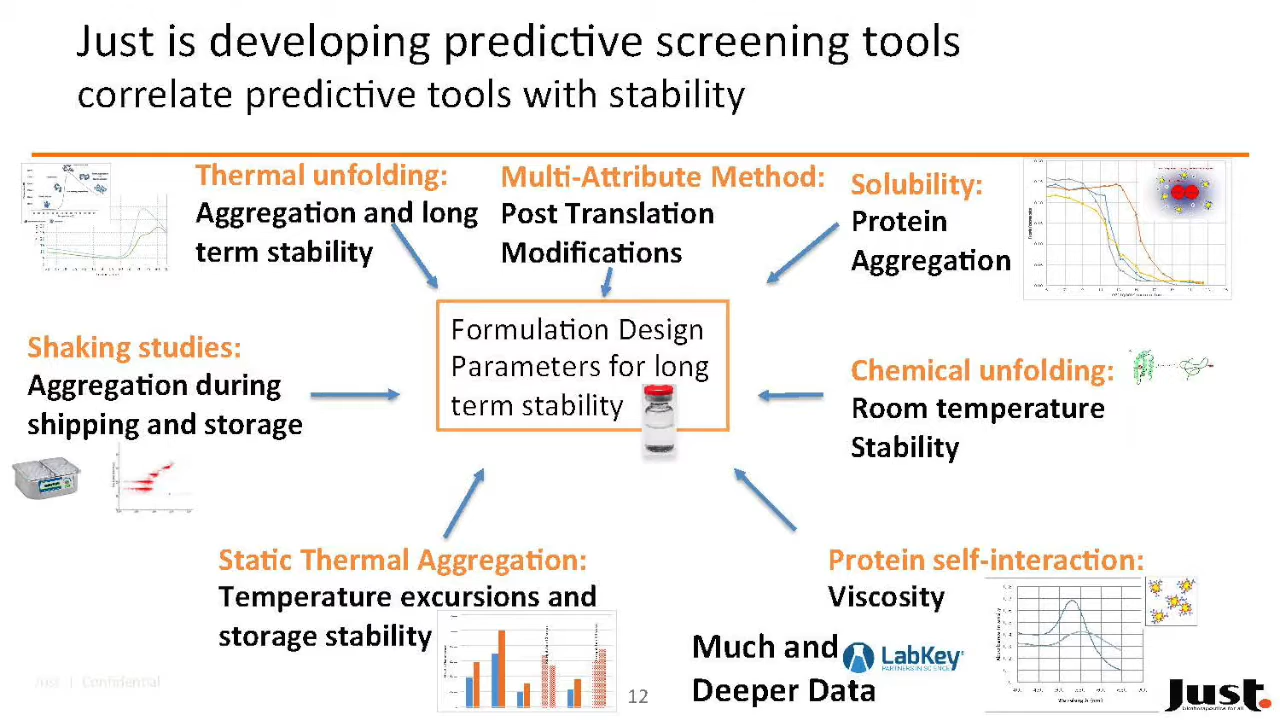 Just is developing predictive screening tools
correlate predictive tools with stability
Thermal unfolding:
Aggregation and long
term stability
Multi-Attribute Method:
Post Translation
Modifications
Solubility:
Protein
Aggregation
Shaking studies:
Aggregation during
shipping and storage
Formulation Design
Parameters for long
term stability
Chemical unfolding:
Room temperature
Stability
Static Thermal Aggregation:
Temperature excursions and
storage stability
Protein self-interaction:
Viscosity
Much and
Deeper Data
LabKey
PARTNERS IN SCIENCE
Just | Confidential
12
Just.